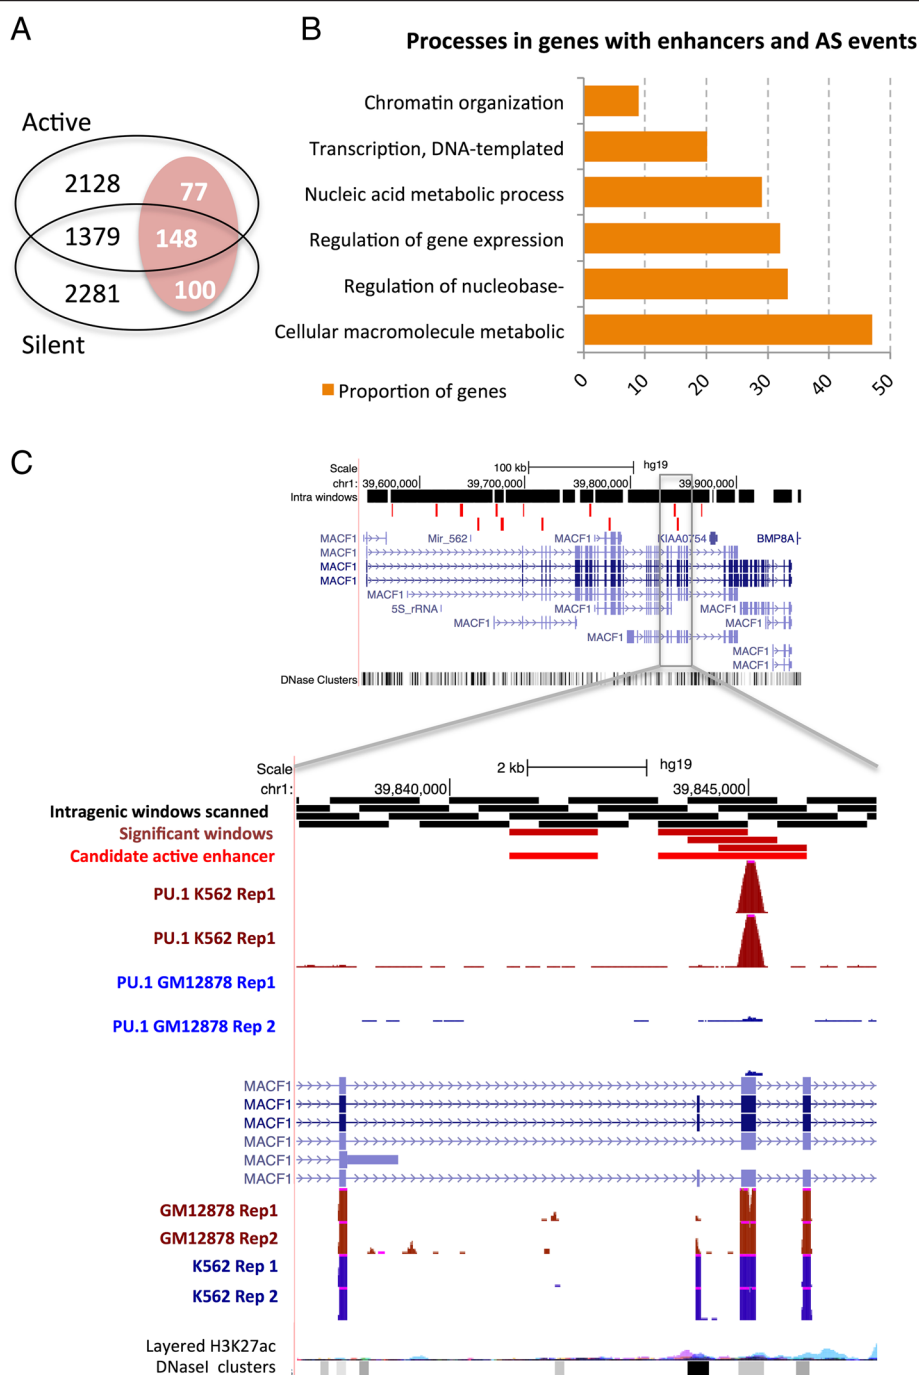 A
Active
2128
77
1379
148
2281
100
Silent
B
Processes in genes with enhancers and AS events
Chromatin organization
Transcription, DNA-templated
Nucleic acid metabolic process
Regulation of gene expression
Regulation of nucleobase-
Cellular macromolecule metabolic
0 10 20 30 40 50
Proportion of genes
C
Scale 100 kb hg19
chr1: 39,600,000 39,700,000 39,800,000 39,900,000
Intra windows
MACF1 Mir_562 MACF1 KIAA0754 BMP8A
MACF1
MACF1
MACF1
MACF1
5S_rRNA MACF1 MACF1
MACF1 MACF1
MACF1
MACF1
MACF1
DNase Clusters
Scale 2 kb hg19
chr1: 39,840,000 39,845,000
Intragenic windows scanned
Significant windows
Candidate active enhancer
PU.1 K562 Rep1
PU.1 K562 Rep1
PU.1 GM12878 Rep1
PU.1 GM12878 Rep 2
MACF1
MACF1
MACF1
MACF1
MACF1
MACF1
GM12878 Rep1
GM12878 Rep2
K562 Rep 1
K562 Rep 2
Layered H3K27ac
DNaseI clusters